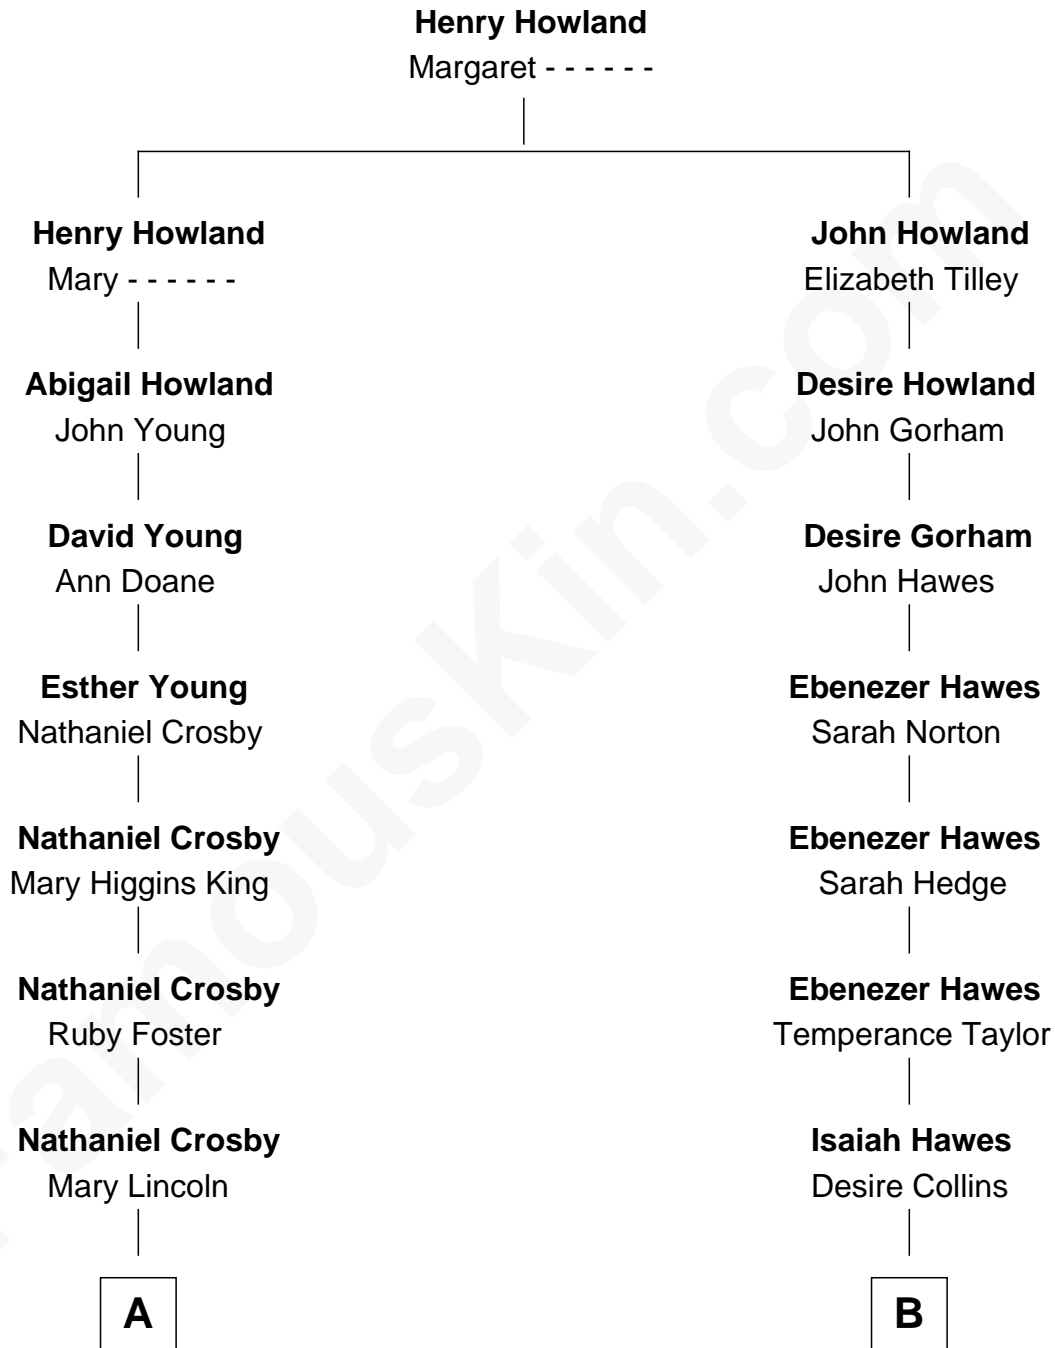 Henry Howland
Margaret - - - - - -
Henry Howland
Mary - - - - - -
John Howland
Elizabeth Tilley
Abigail Howland
John Young
Desire Howland
John Gorham
David Young
Ann Doane
Desire Gorham
John Hawes
Esther Young
Nathaniel Crosby
Ebenezer Hawes
Sarah Norton
Nathaniel Crosby
Mary Higgins King
Ebenezer Hawes
Sarah Hedge
Nathaniel Crosby
Ruby Foster
Ebenezer Hawes
Temperance Taylor
Nathaniel Crosby
Mary Lincoln
Isaiah Hawes
Desire Collins
A
B
FamousKin.com